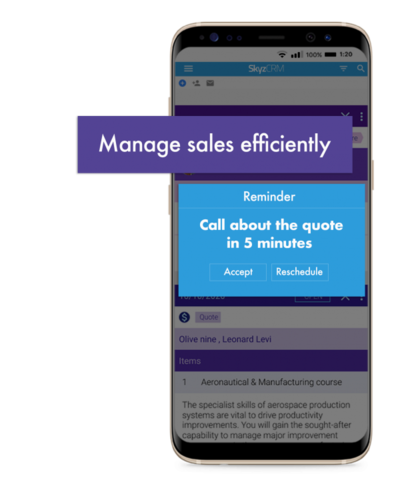 100% 1:20
SkyzCRM
Manage sales efficiently
Reminder
Call about the quote
in 5 minutes
Accept Reschedule
Quote
Olive nine , Leonard Levi
Items
1 Aeronautical & Manufacturing course
The specialist skills of aerospace production
systems are vital to drive productivity
improvements. You will gain the sought-after
capability to manage major improvement